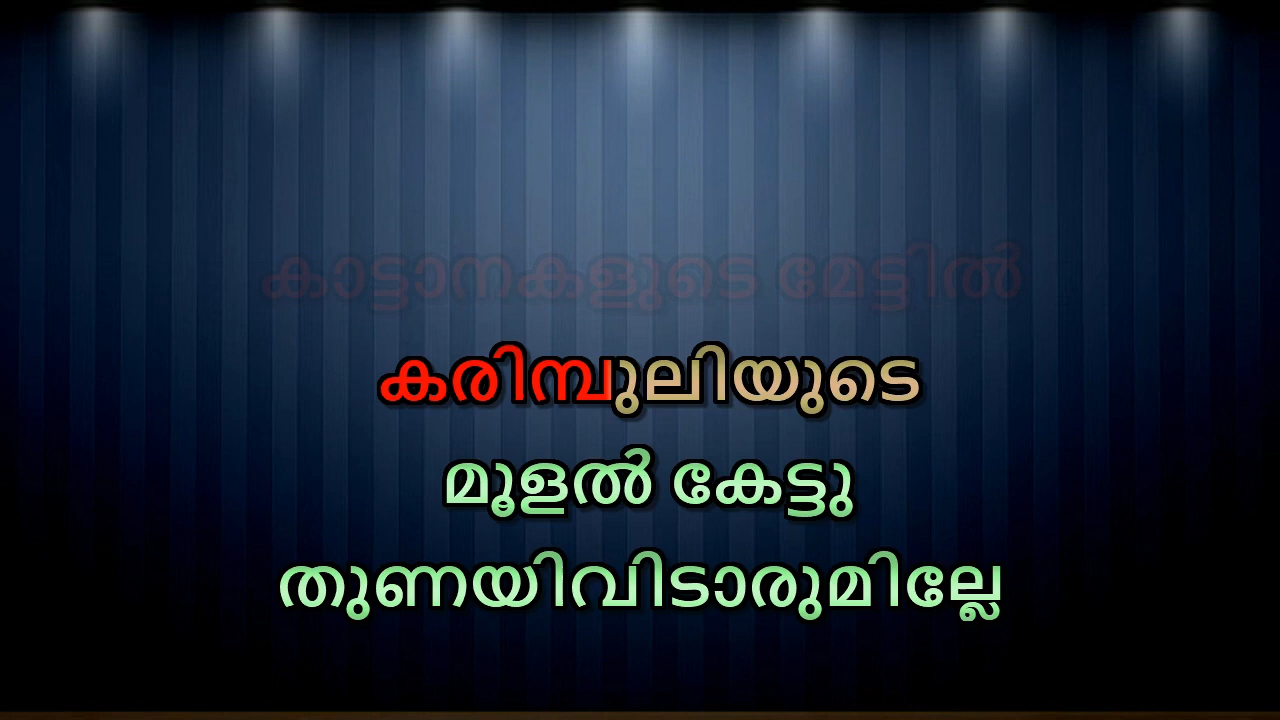 കാട്ടാനകളുടെ മേട്ടിൽ
കരിമ്പുലിയുടെ
മൂളൽ കേട്ടു
തുണയിവിടാരുമില്ലേ